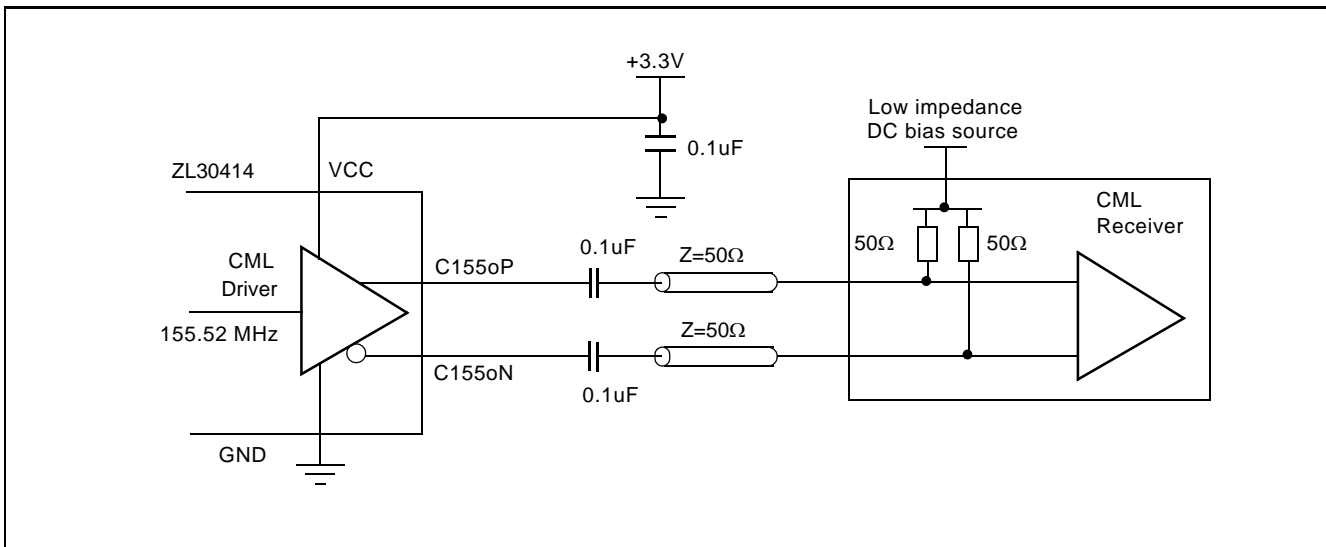 +3.3V
Low impedance
DC bias source
0.1uF
ZL30414
VCC
CML
Receiver
50Ω
50Ω
0.1uF
Z=50Ω
CML
Driver
C155oP
155.52 MHz
Z=50Ω
C155oN
0.1uF
GND